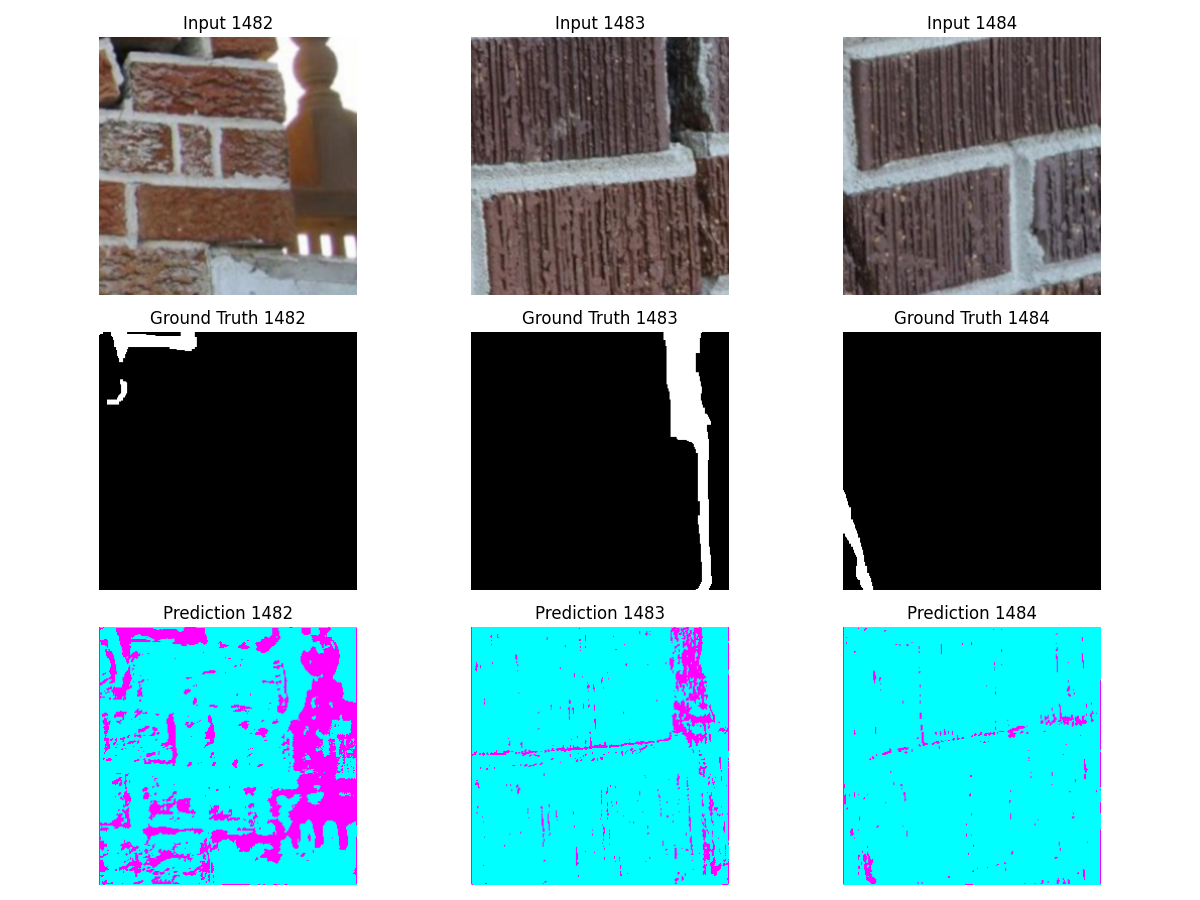 Input 1482
Input 1483
Input 1484
Ground Truth 1482
Ground Truth 1483
Ground Truth 1484
Prediction 1482
Prediction 1483
Prediction 1484